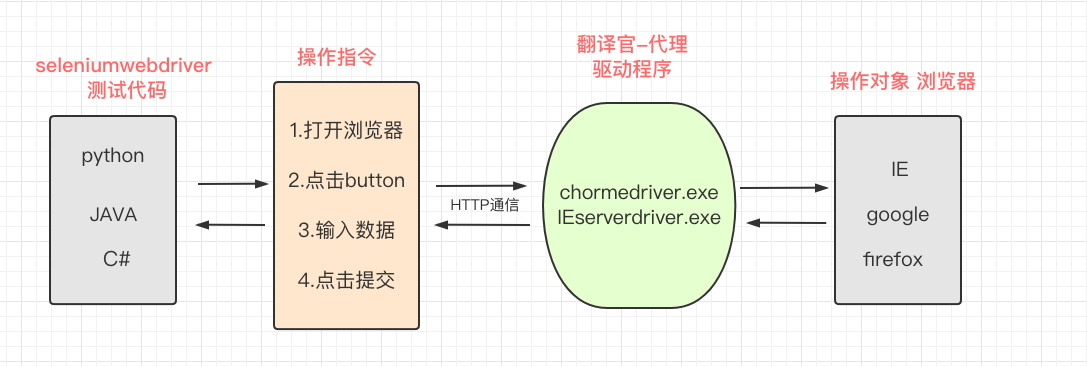 seleniumwebdriver
测试代码
python
JAVA
C#
操作指令
1.打开浏览器
2.点击button
3.输入数据
4.点击提交
HTTP通信
翻译官-代理
驱动程序
chormedriver.exe
IEserverdriver.exe
操作对象 浏览器
IE
google
firefox